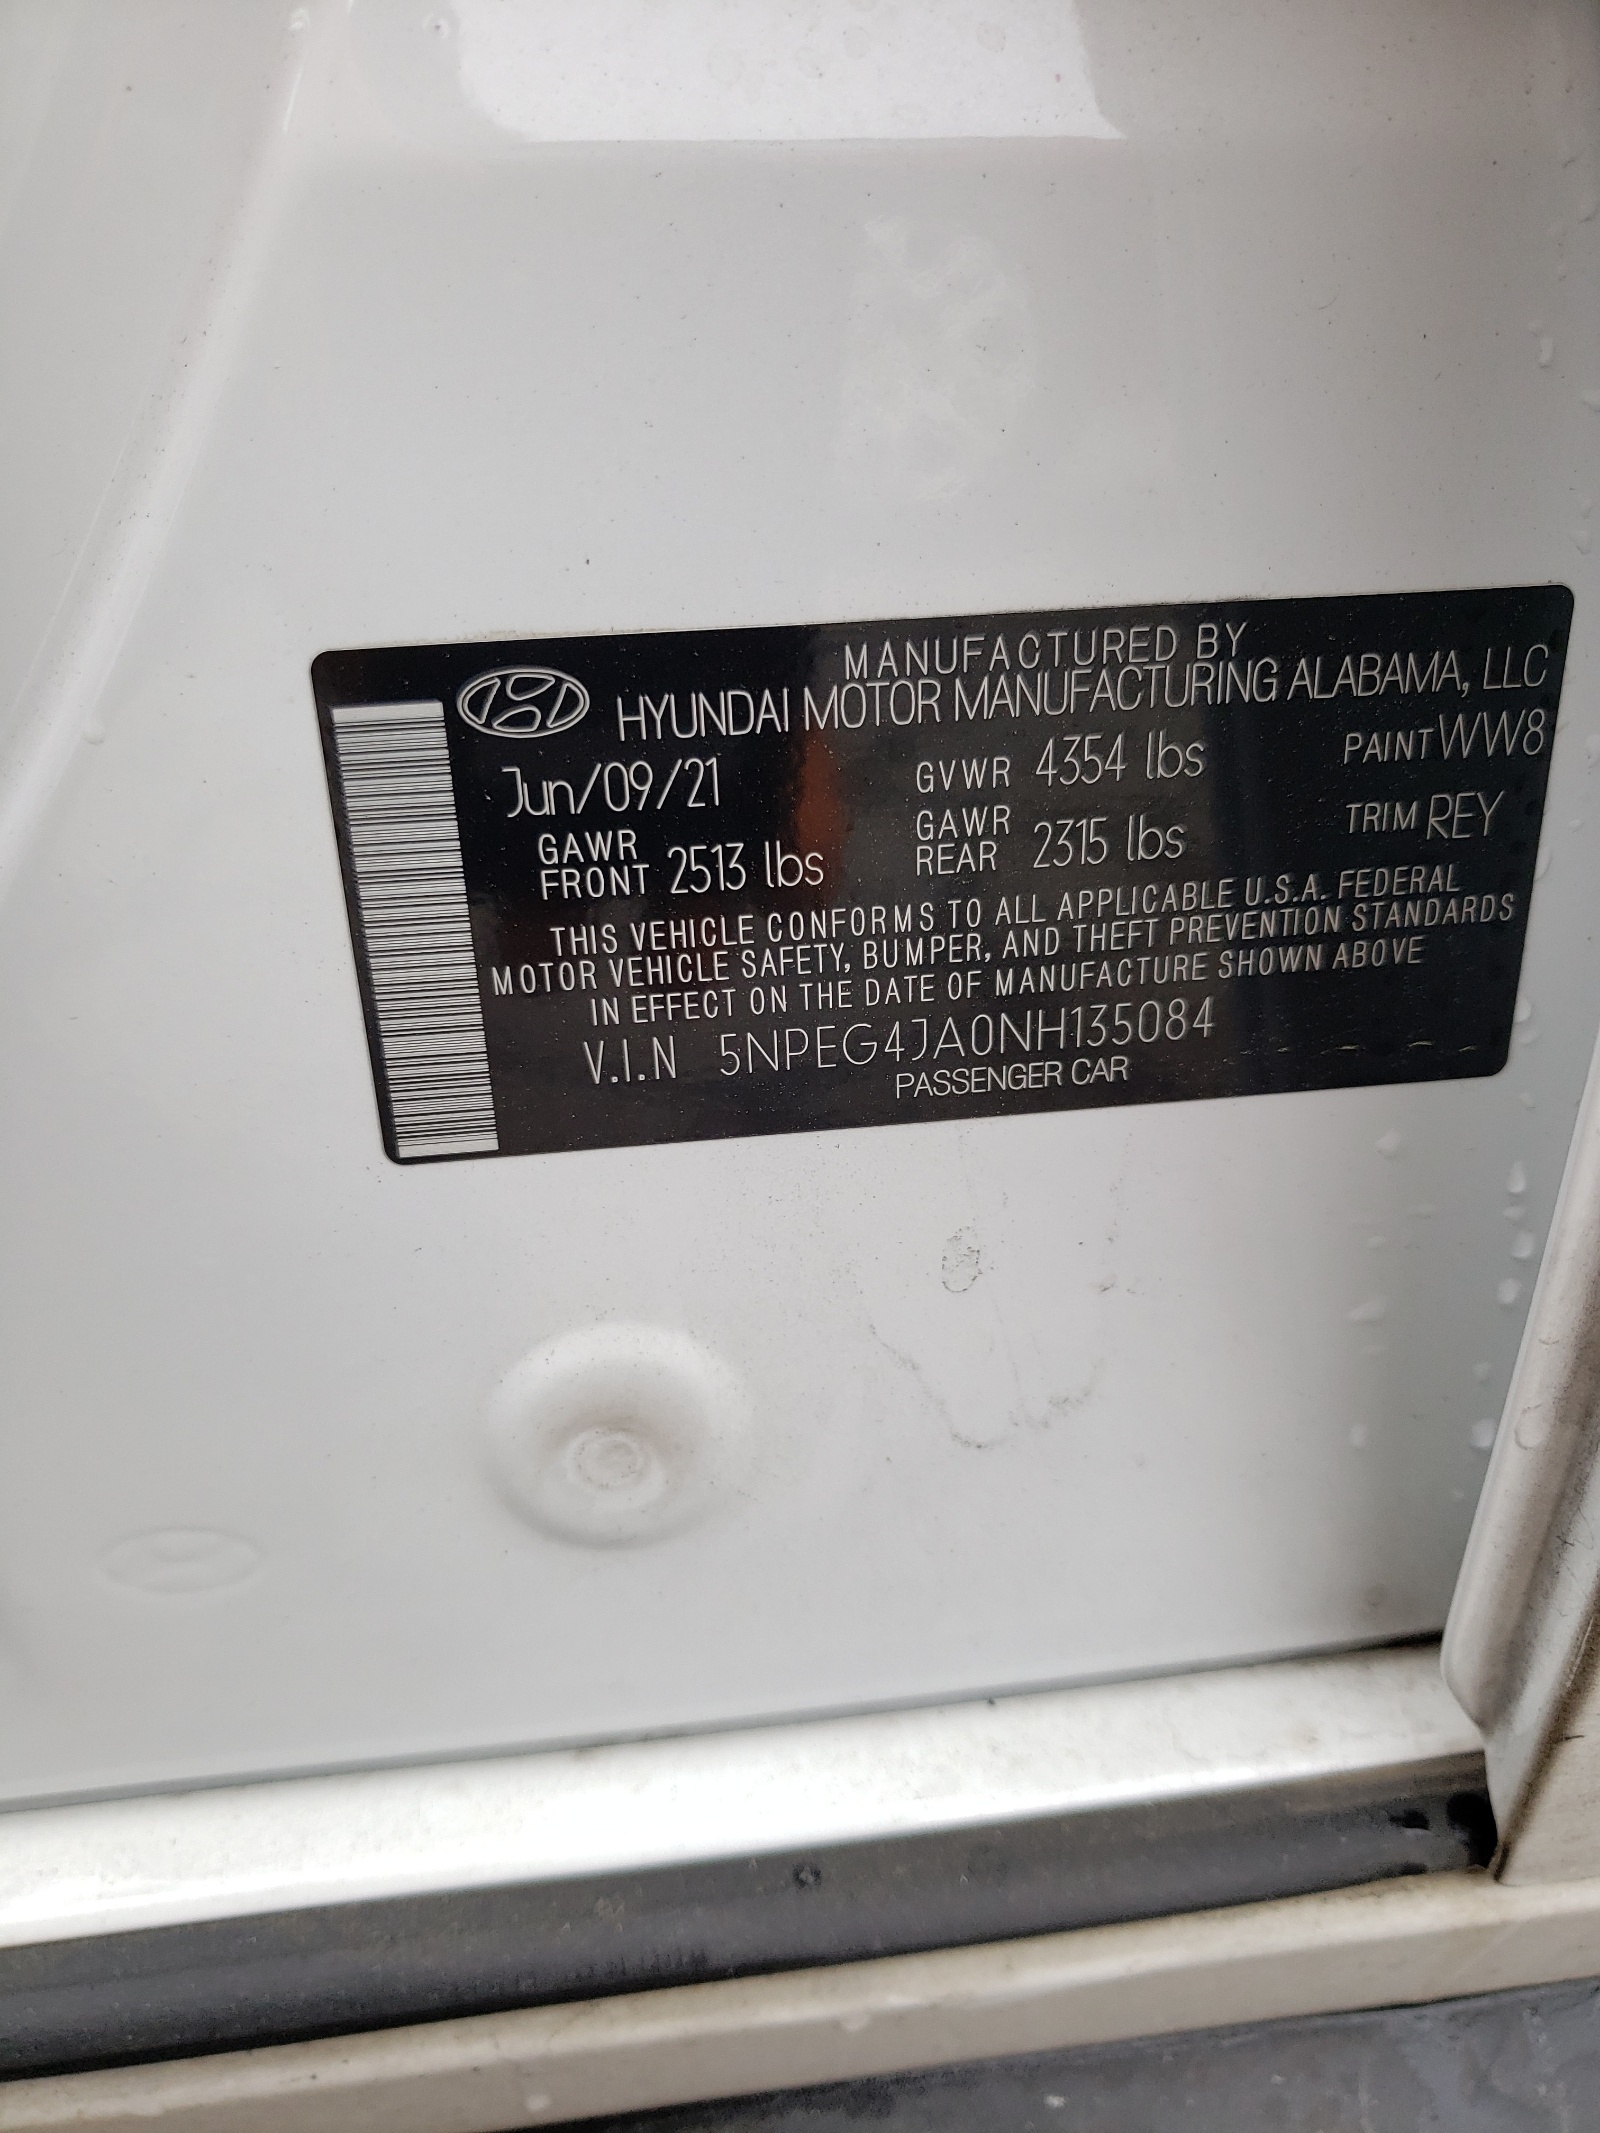 MANUFACTURED BY
HYUNDAI MOTOR MANUFACTURING ALABAMA, LLC
Jun/09/21 GVWR 4354 lbs PAINT WW8
GAWR FRONT 2513 lbs GAWR REAR 2315 lbs TRIM REY
THIS VEHICLE CONFORMS TO ALL APPLICABLE U.S.A. FEDERAL
MOTOR VEHICLE SAFETY, BUMPER, AND THEFT PREVENTION STANDARDS
IN EFFECT ON THE DATE OF MANUFACTURE SHOWN ABOVE
V.I.N 5NPEG4JA0NH135084
PASSENGER CAR